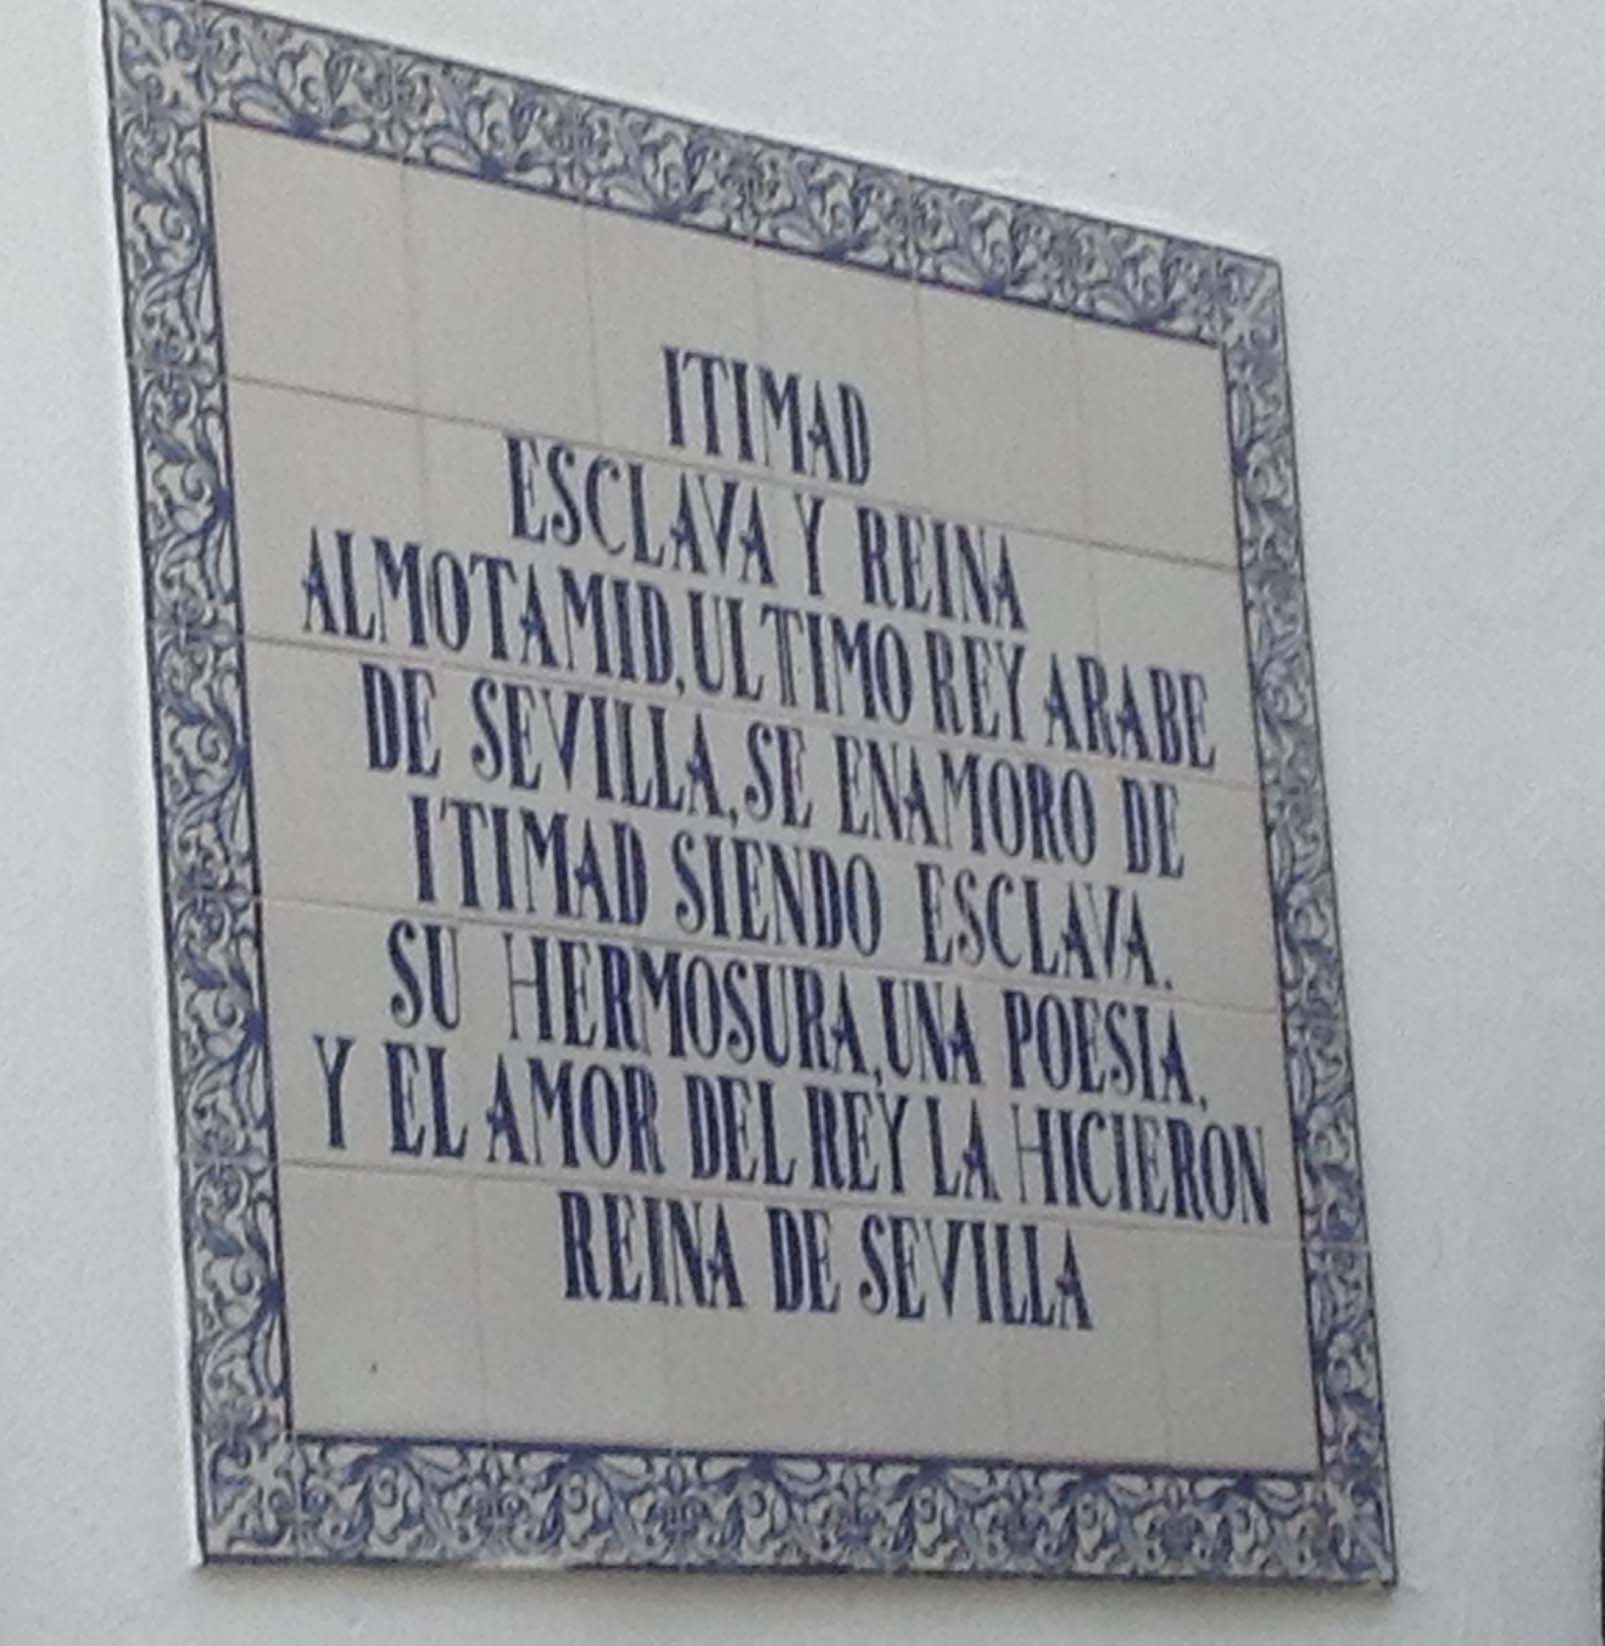 ITIMAD
ESCLAVA Y REINA
ALMOTAMID, ULTIMO REY ARABE
DE SEVILLA, SE ENAMORO DE
ITIMAD SIENDO ESCLAVA.
SU HERMOSURA, UNA POESIA,
Y EL AMOR DEL REY LA HICIERON
REINA DE SEVILLA